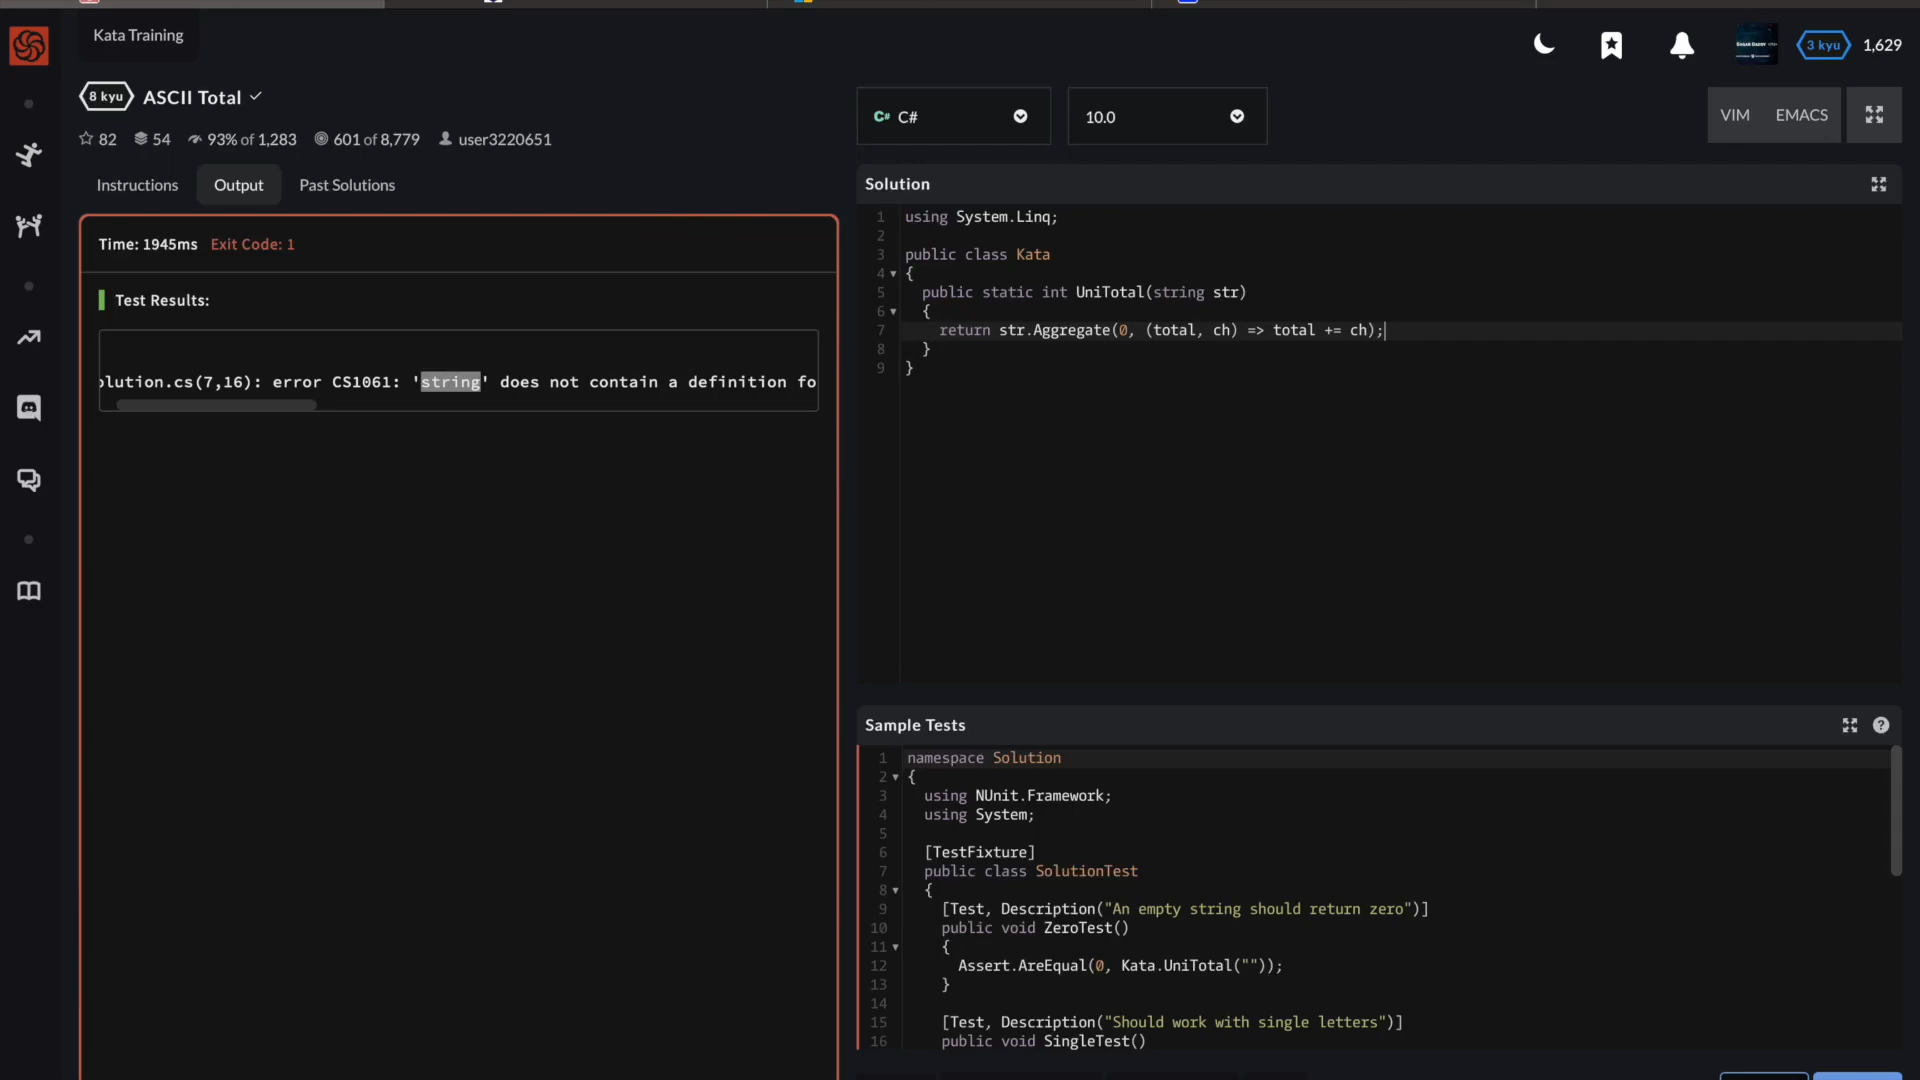 Kata Training
3 kyu
1,629
8 kyu
ASCII Total
82
54
93% of 1,283
601 of 8,779
user3220651
C#
10.0
VIM
EMACS
Instructions
Output
Past Solutions
Time: 1945ms Exit Code: 1
Test Results:
olution.cs(7,16): error CS1061: 'string' does not contain a definition fo
Solution
1 using System.Linq;
2
3 public class Kata
4 {
5 public static int UniTotal(string str)
6 {
7 return str.Aggregate(0, (total, ch) => total += ch);
8 }
9 }
Sample Tests
1 namespace Solution
2 {
3 using NUnit.Framework;
4 using System;
5
6 [TestFixture]
7 public class SolutionTest
8 {
9 [Test, Description("An empty string should return zero")]
10 public void ZeroTest()
11 {
12 Assert.AreEqual(0, Kata.UniTotal(""));
13 }
14
15 [Test, Description("Should work with single letters")]
16 public void SingleTest()